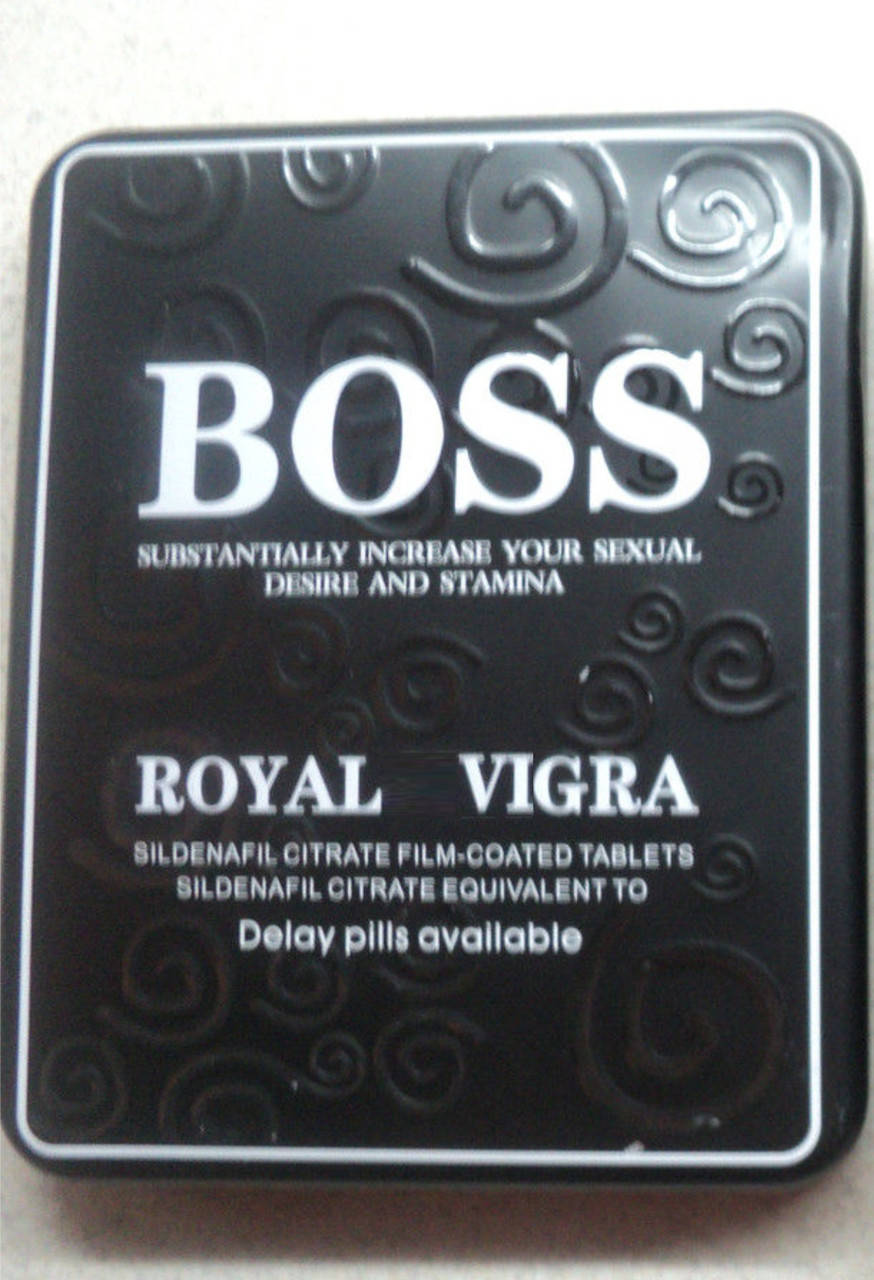 BOSS
SUBSTANTIALLY INCREASE YOUR SEXUAL
DESIRE AND STAMINA
ROYAL VIGRA
SILDENAFIL CITRATE FILM-COATED TABLETS
SILDENAFIL CITRATE EQUIVALENT TO
Delay pills available